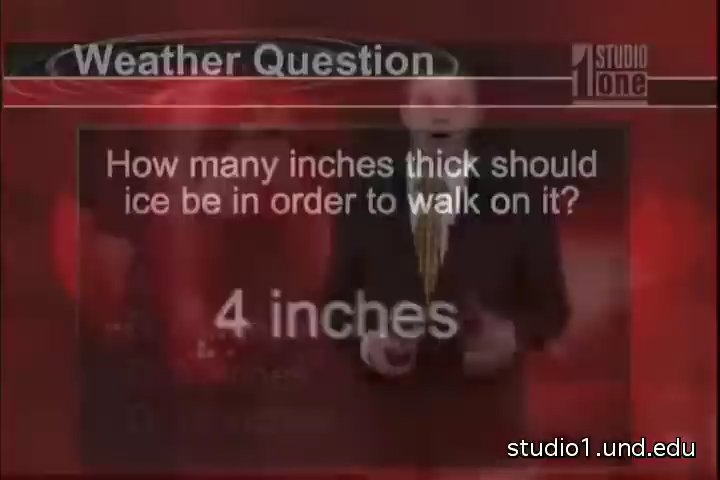 Weather Question
1 STUDIO
one
How many inches thick should
ice be in order to walk on it?
4 inches
studio1.und.edu